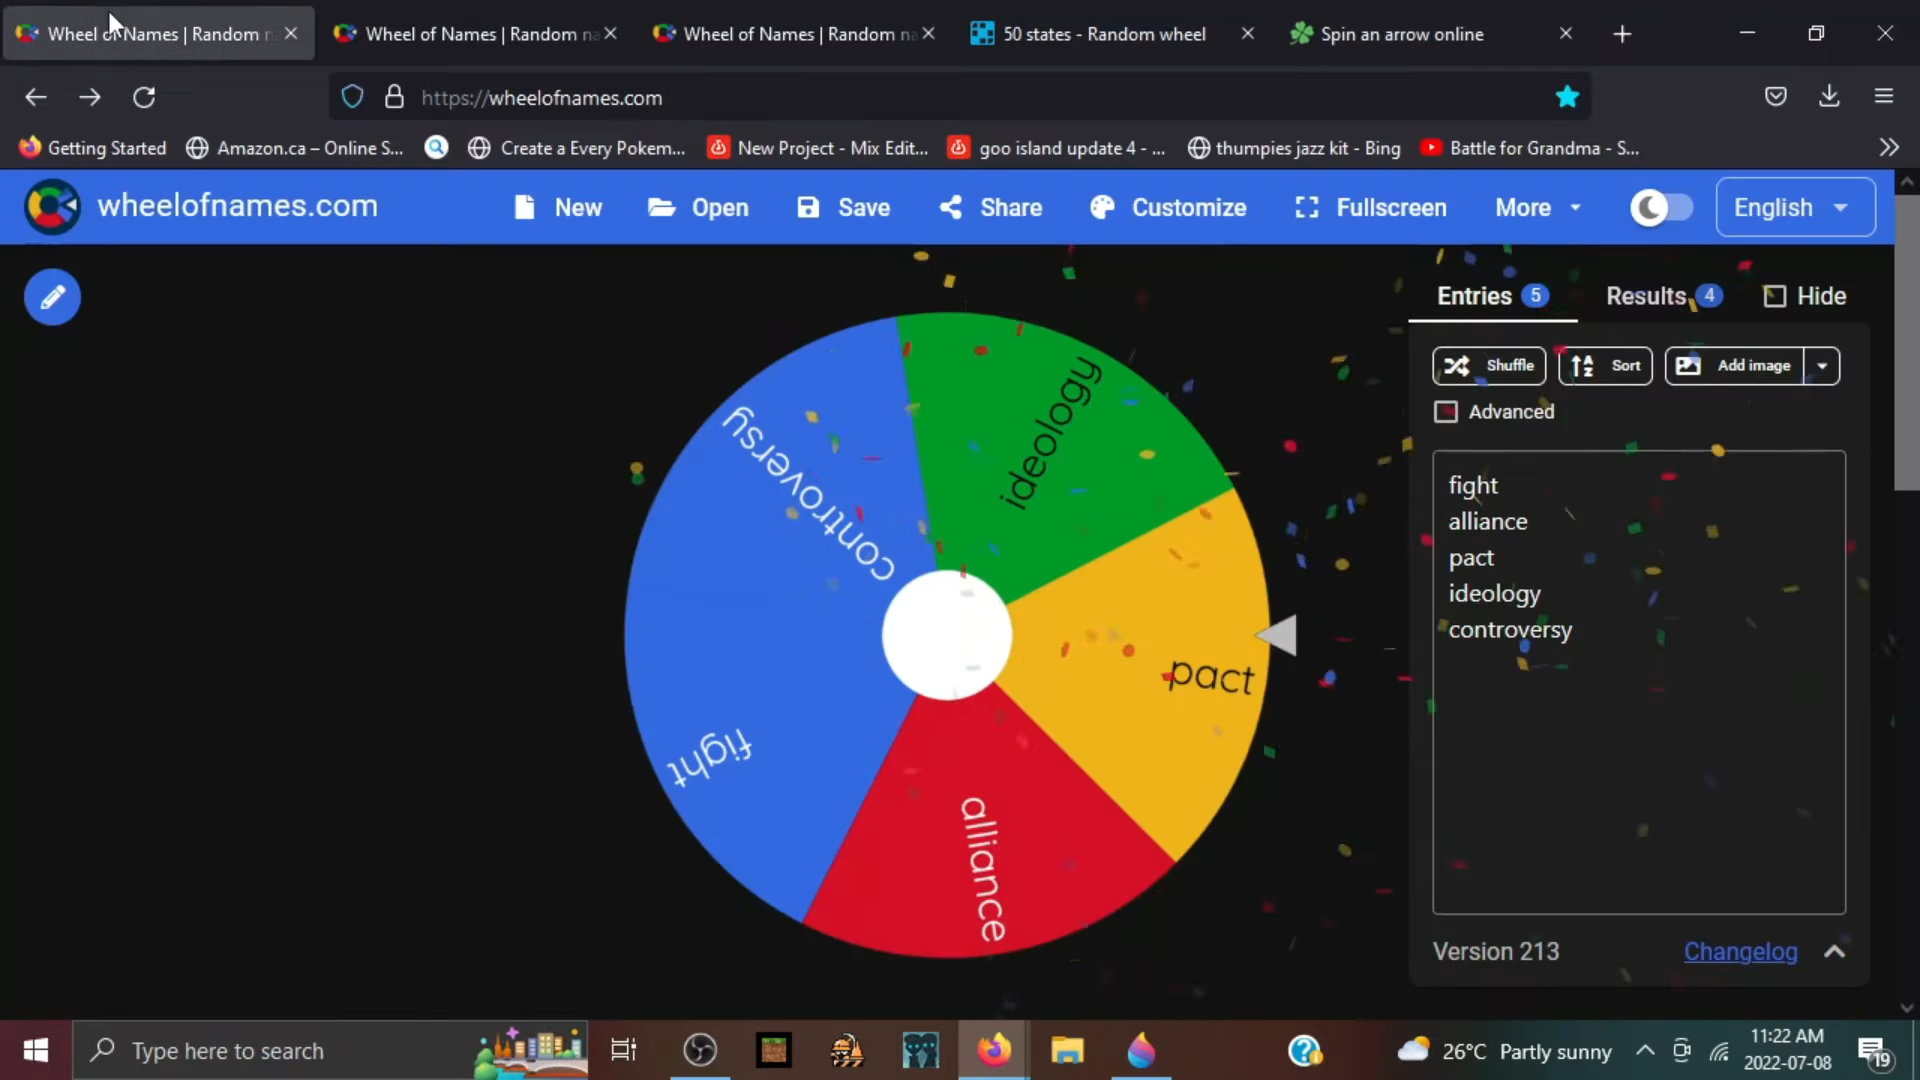 Wheel of Names | Random n
Wheel of Names | Random na
Wheel of Names | Random na
50 states - Random wheel
Spin an arrow online
https://wheelofnames.com
Getting Started
Amazon.ca – Online S...
Create a Every Pokem...
New Project - Mix Edit...
goo island update 4 - ...
thumpies jazz kit - Bing
Battle for Grandma - S...
wheelofnames.com
New
Open
Save
Share
Customize
Fullscreen
More
English
Entries 5
Results 4
Hide
Shuffle
Sort
Add image
Advanced
fight
alliance
pact
ideology
controversy
ideology
controversy
pact
fight
alliance
Version 213
Changelog
Type here to search
26°C Partly sunny
11:22 AM
2022-07-08
19